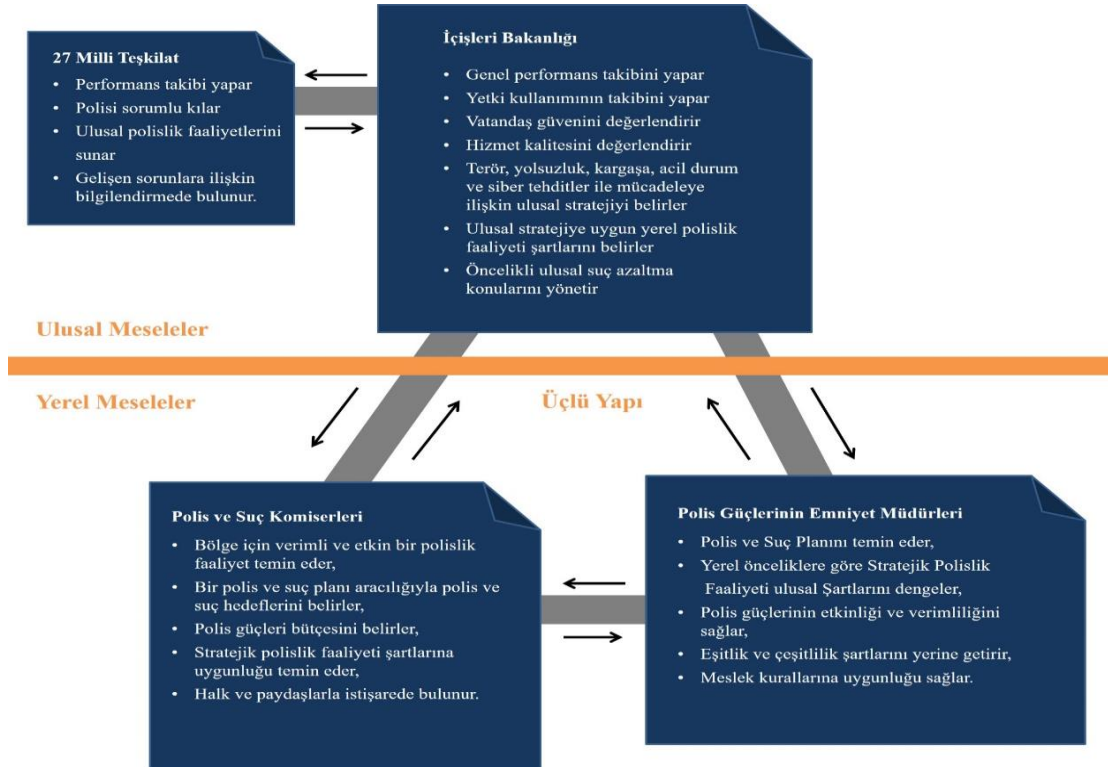 27 Milli Teşkilat
• Performans takibi yapar
• Polisi sorumlu kılar
• Ulusal polislik faaliyetlerini
sunar
• Gelişen sorunlara ilişkin
bilgilendirmede bulunur.
İçişleri Bakanlığı
• Genel performans takibini yapar
• Yetki kullanımının takibini yapar
• Vatandaş güvenini değerlendirir
• Hizmet kalitesini değerlendirir
• Terör, yolsuzluk, kargaşa, acil durum
ve siber tehditler ile mücadeleye
ilişkin ulusal stratejiyi belirler
• Ulusal stratejiye uygun yerel polislik
faaliyeti şartlarını belirler
• Öncelikli ulusal suç azaltma
konularını yönetir
Ulusal Meseleler
Yerel Meseleler
Üçlü Yapı
Polis ve Suç Komiserleri
• Bölge için verimli ve etkin bir polislik
faaliyet temin eder,
• Bir polis ve suç planı aracılığıyla polis ve
suç hedeflerini belirler,
• Polis güçleri bütçesini belirler,
• Stratejik polislik faaliyeti şartlarına
uygunluğu temin eder,
• Halk ve paydaşlarla istişarede bulunur.
Polis Güçlerinin Emniyet Müdürleri
• Polis ve Suç Planını temin eder,
• Yerel önceliklere göre Stratejik Polislik
Faaliyeti ulusal Şartlarını dengeler,
• Polis güçlerinin etkinliği ve verimliliğini
sağlar,
• Eşitlik ve çeşitlilik şartlarını yerine getirir,
• Meslek kurallarına uygunluğu sağlar.